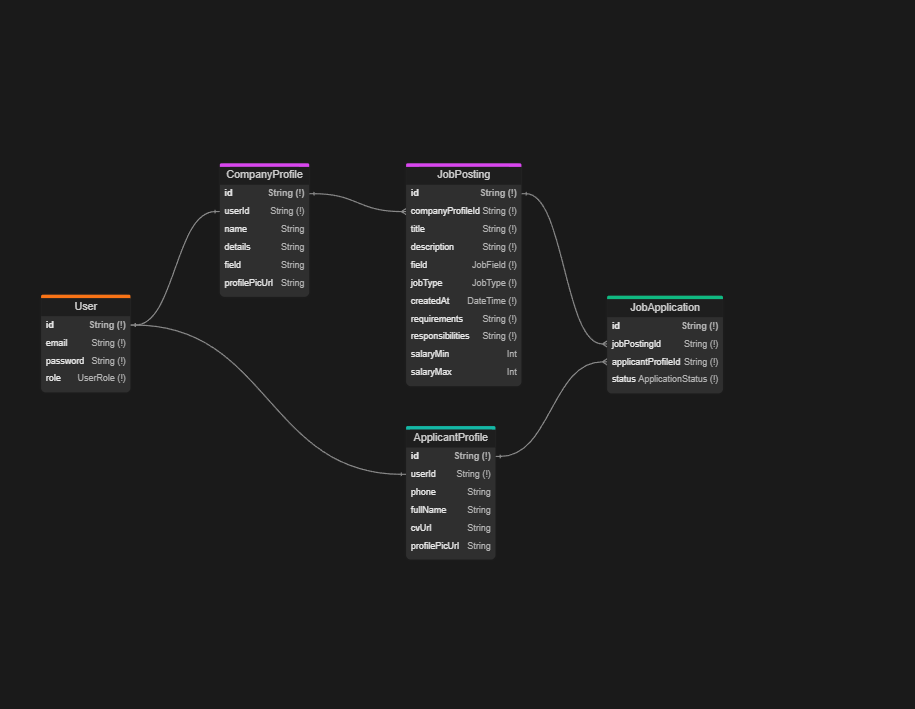 CompanyProfile
id String (!)
userId String (!)
name String
details String
field String
profilePicUrl String
JobPosting
id String (!)
companyProfileId String (!)
title String (!)
description String (!)
field JobField (!)
jobType JobType (!)
createdAt DateTime (!)
requirements String (!)
responsibilities String (!)
salaryMin Int
salaryMax Int
User
id String (!)
email String (!)
password String (!)
role UserRole (!)
JobApplication
id String (!)
jobPostingId String (!)
applicantProfileId String (!)
status ApplicationStatus (!)
ApplicantProfile
id String (!)
userId String (!)
phone String
fullName String
cvUrl String
profilePicUrl String